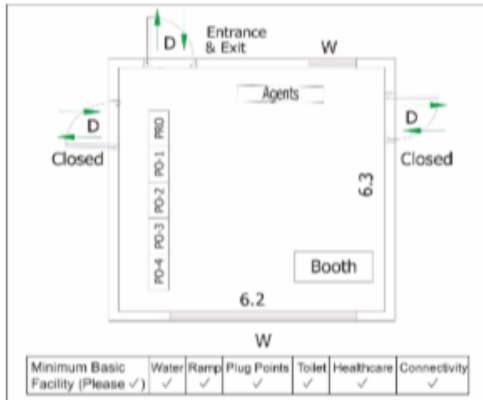 Entrance
& Exit
D
W
Agents
D
Closed
D
Closed
PRO
PO-1
PO-2
PO-3
PO-4
6.3
Booth
6.2
W
Minimum Basic Facility (Please ✓) Water Ramp Plug Points Toilet Healthcare Connectivity
✓ ✓ ✓ ✓ ✓ ✓